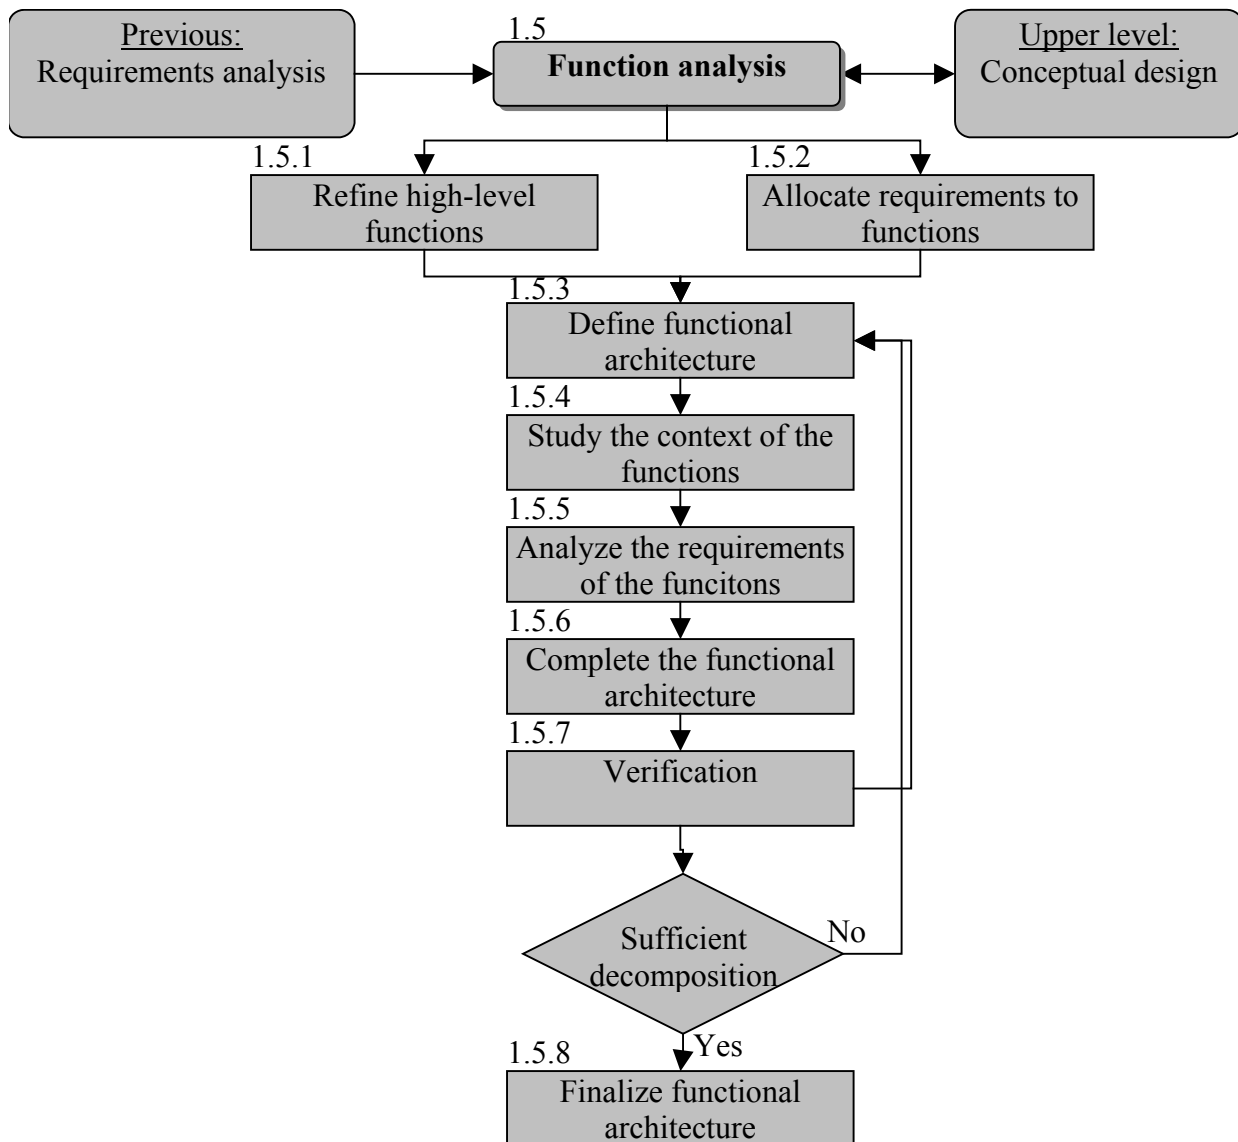 Previous:
Requirements analysis
1.5
Function analysis
Upper level:
Conceptual design
1.5.1
Refine high-level
functions
1.5.2
Allocate requirements to
functions
1.5.3
Define functional
architecture
1.5.4
Study the context of the
functions
1.5.5
Analyze the requirements
of the funcitons
1.5.6
Complete the functional
architecture
1.5.7
Verification
Sufficient
decomposition
No
Yes
1.5.8
Finalize functional
architecture